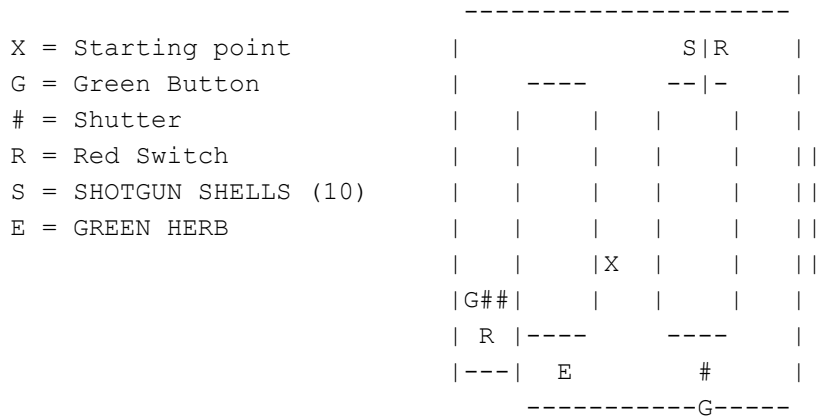 ---------------------
X = Starting point           |              S|R    |
G = Green Button             |    ----     --|-    |
# = Shutter                  |   |    |   |    |   |
R = Red Switch               |   |    |   |    |   ||
S = SHOTGUN SHELLS (10)      |   |    |   |    |   ||
E = GREEN HERB               |   |    |   |    |   ||
                             |   |    |X  |    |   ||
                             |G##|    |   |    |   |
                             | R |----     ----    |
                             |---|  E        #     |
                                  -----------G-----